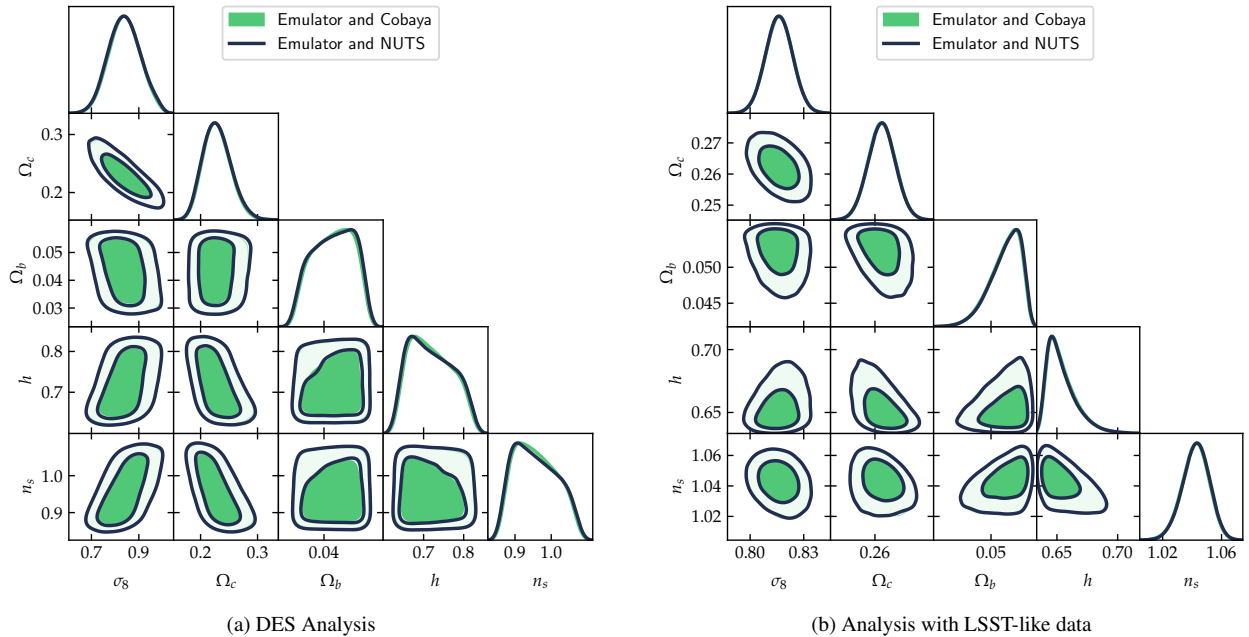 Emulator and Cobaya
Emulator and NUTS
0.3
0.2
Ω_c
0.05
0.04
0.03
Ω_b
0.8
0.7
h
1.0
0.9
n_s
0.7 0.9
0.2 0.3
0.04
0.7 0.8
0.9 1.0
σ_8 Ω_c Ω_b h n_s
(a) DES Analysis
Emulator and Cobaya
Emulator and NUTS
0.27
0.26
0.25
Ω_c
0.050
0.045
Ω_b
0.70
0.65
h
1.06
1.04
1.02
n_s
0.80 0.83
0.26
0.05
0.65 0.70
1.02 1.06
σ_8 Ω_c Ω_b h n_s
(b) Analysis with LSST-like data